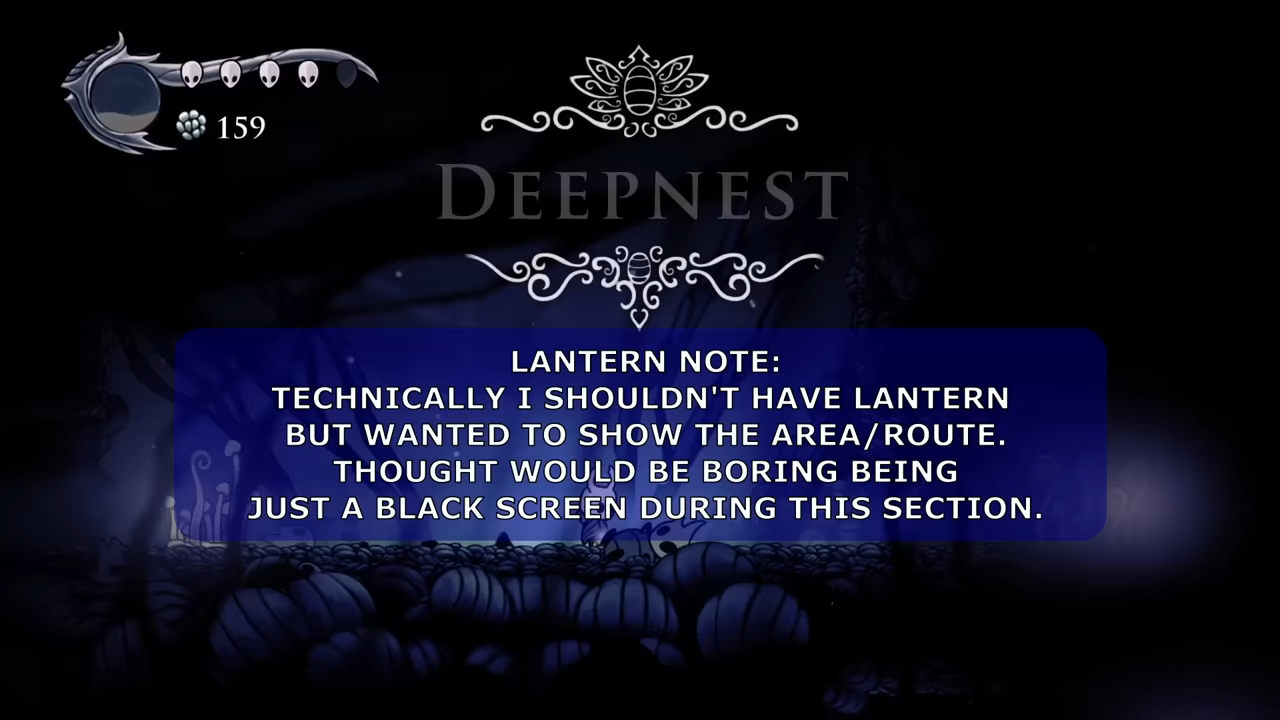 159
DEEPNEST
LANTERN NOTE:
TECHNICALLY I SHOULDN'T HAVE LANTERN
BUT WANTED TO SHOW THE AREA/ROUTE.
THOUGHT WOULD BE BORING BEING
JUST A BLACK SCREEN DURING THIS SECTION.